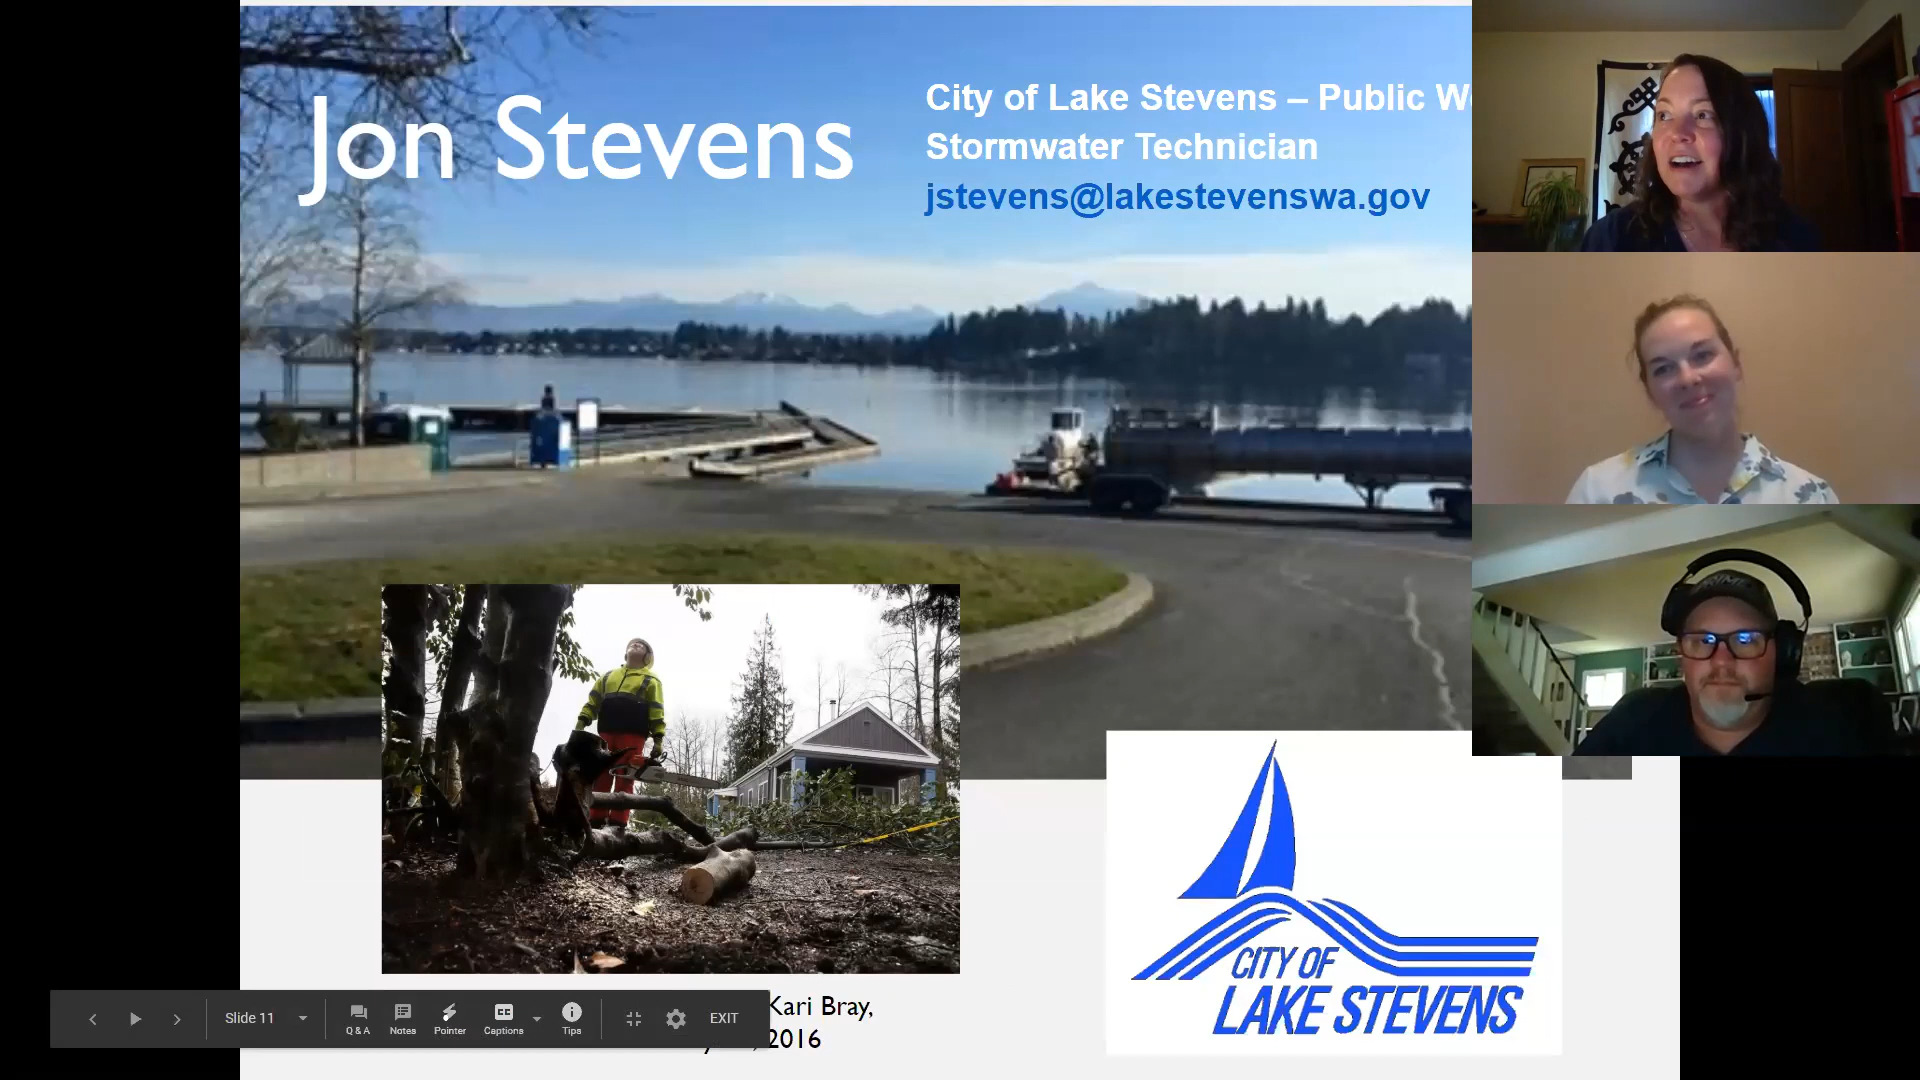 Jon Stevens
City of Lake Stevens – Public
Stormwater Technician
jstevens@lakestevenswa.gov
CITY OF
LAKE STEVENS
Kari Bray,
2016
Slide 11
Q & A
Notes
Pointer
Captions
Tips
EXIT